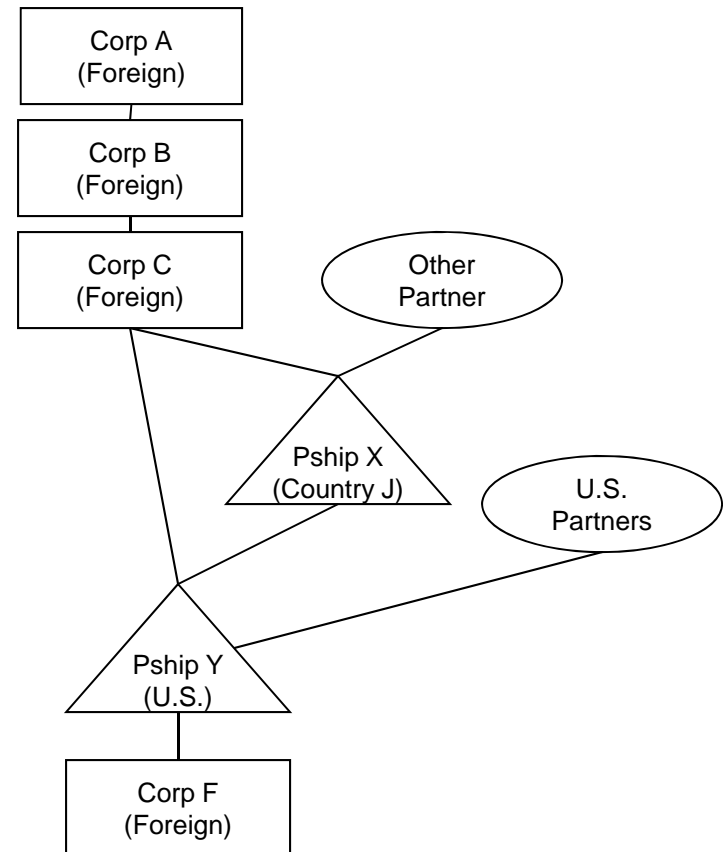 Corp A
(Foreign)
Corp B
(Foreign)
Corp C
(Foreign)
Other
Partner
Pship X
(Country J)
U.S.
Partners
Pship Y
(U.S.)
Corp F
(Foreign)